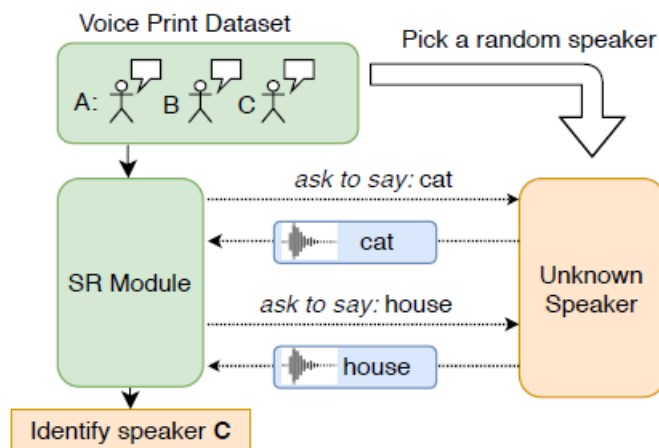 Voice Print Dataset
Pick a random speaker
A: B C
ask to say: cat
cat
SR Module
Unknown
Speaker
ask to say: house
house
Identify speaker C